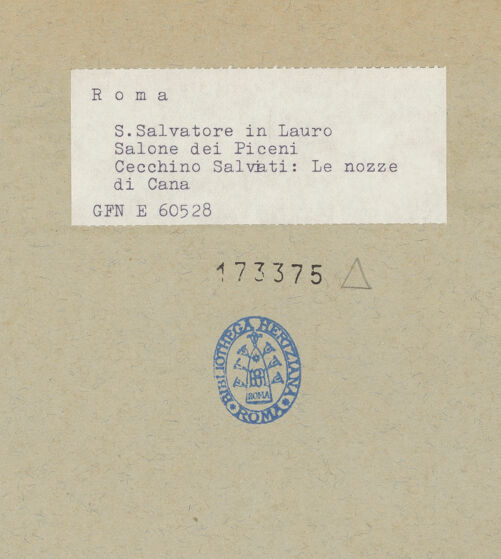 R o m a
S.Salvatore in Lauro
Salone dei Piceni
Cecchino Salviati: Le nozze
di Cana
GFN E 60528
173375
BIBLIOTHECA HERTZIANA
ROMA
ROMA